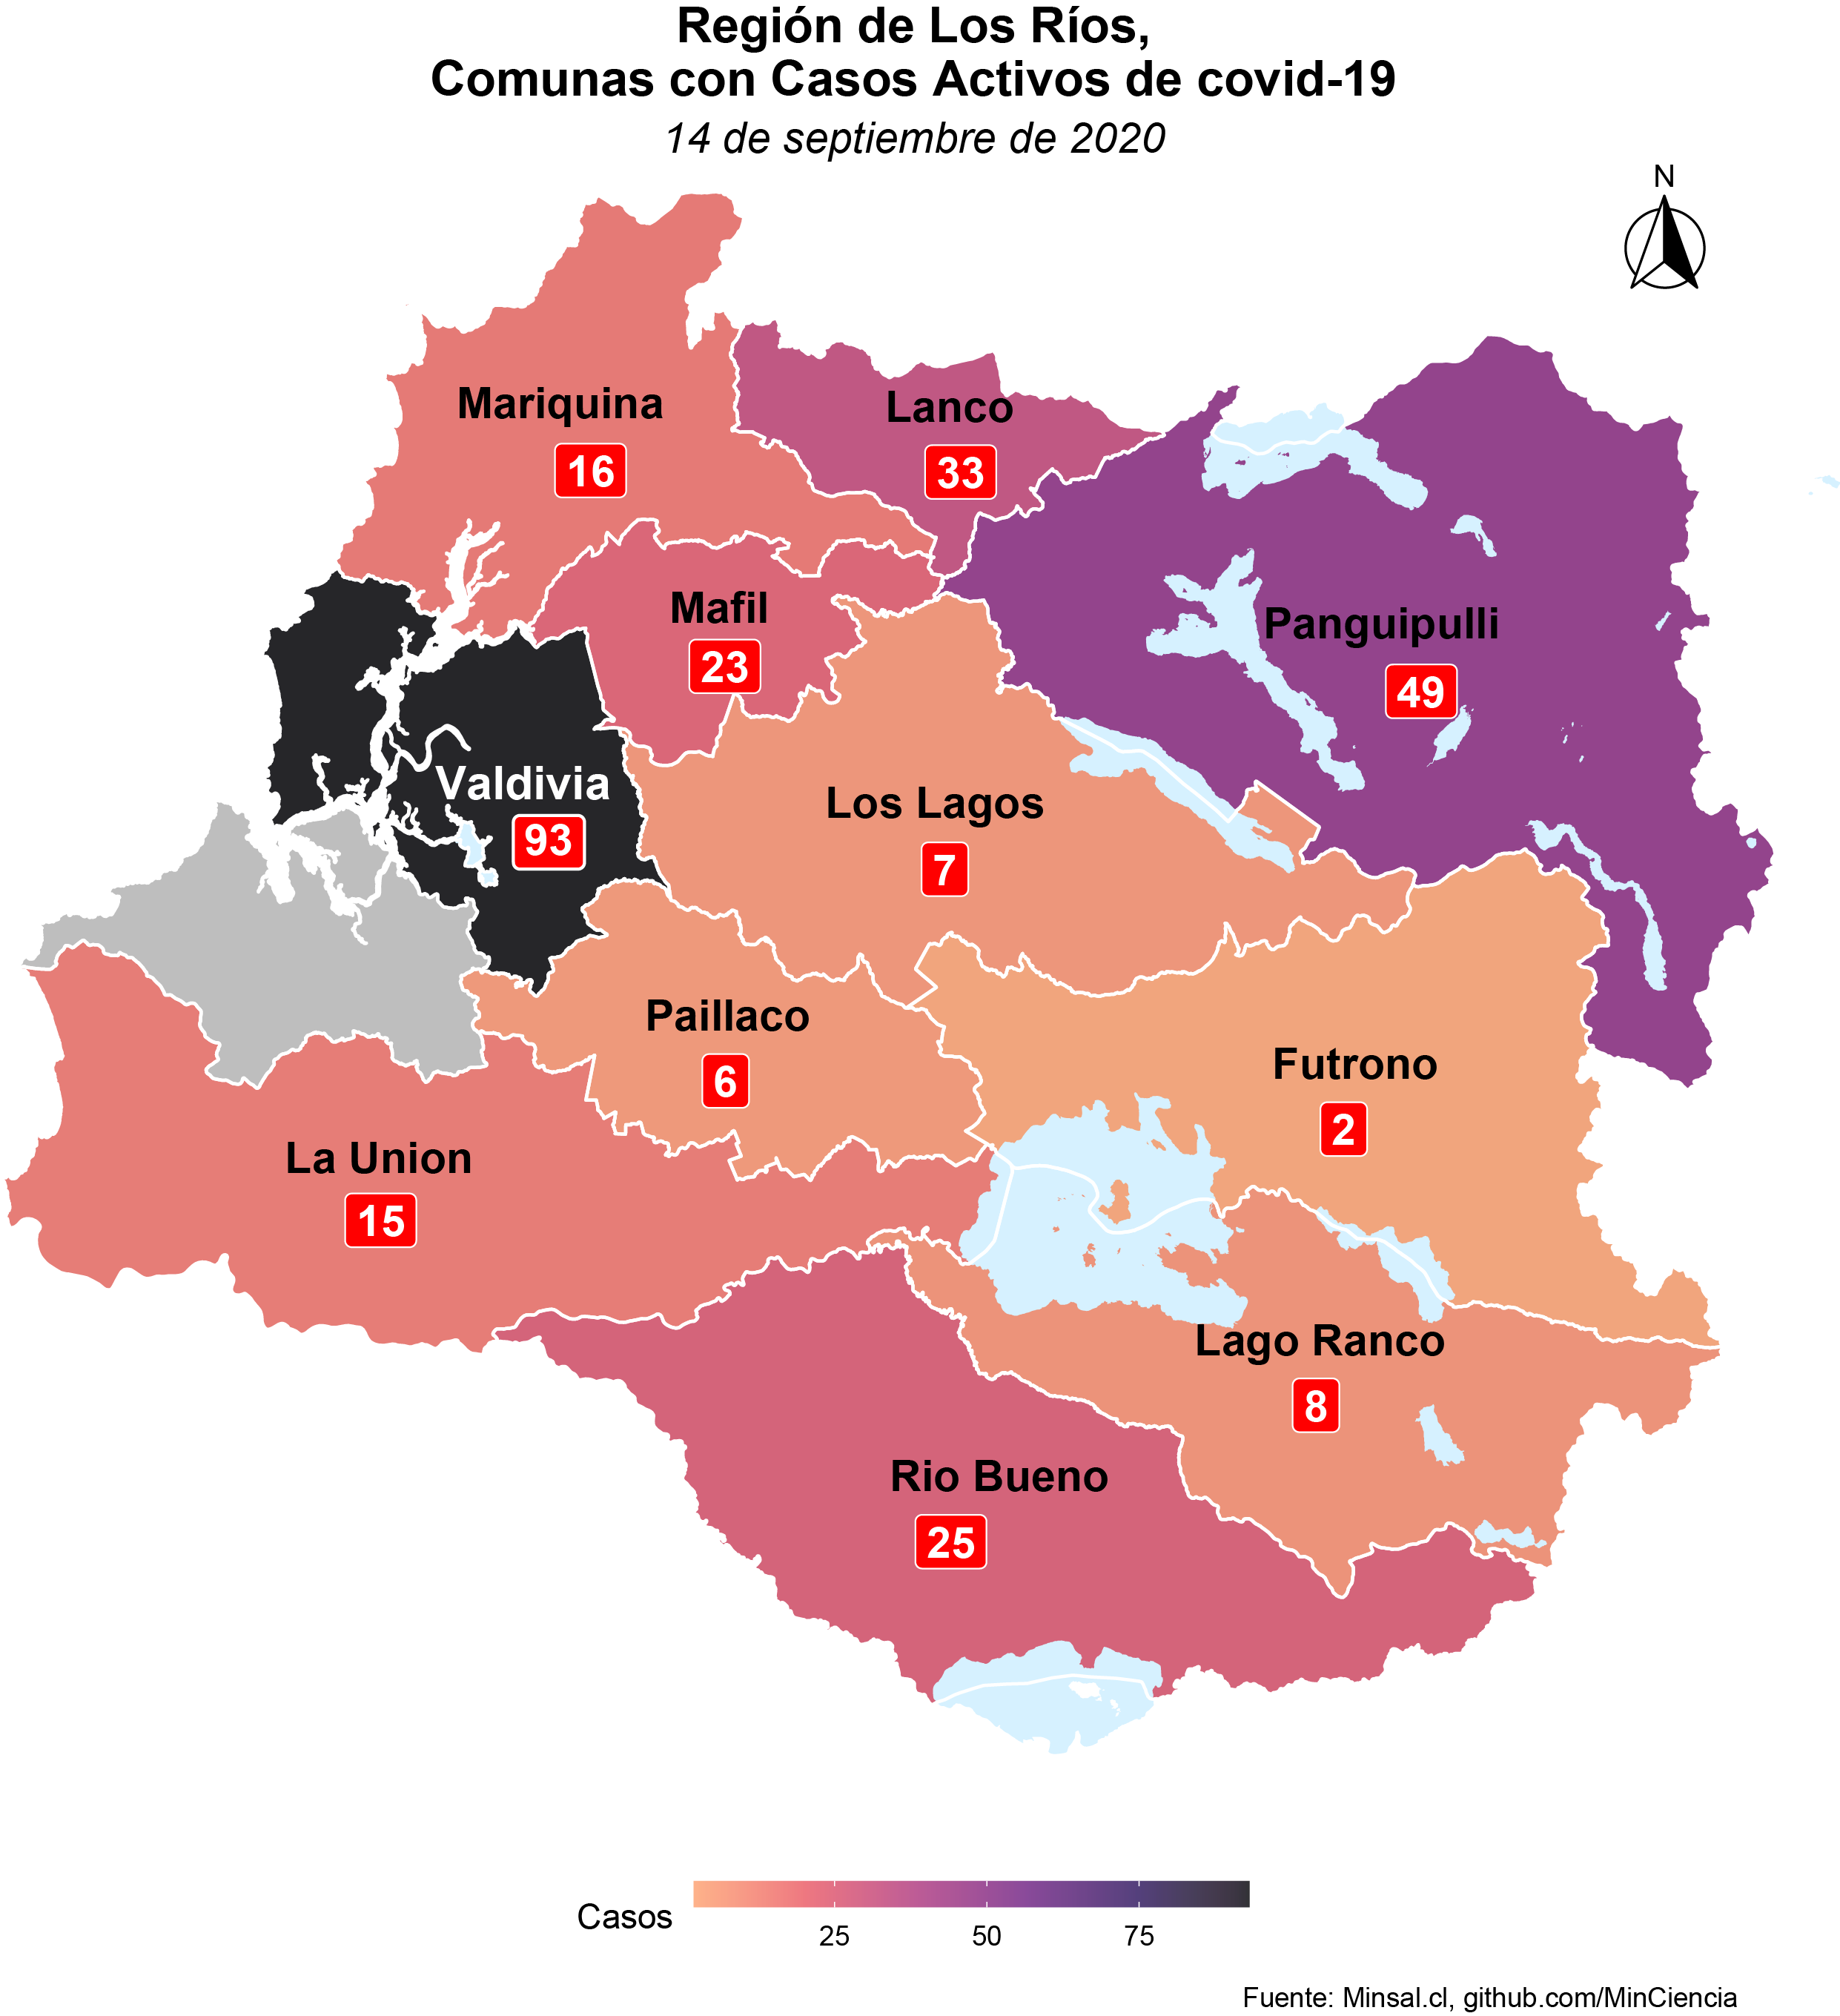 Región de Los Ríos,
Comunas con Casos Activos de covid-19
14 de septiembre de 2020
N
Mariquina
16
Lanco
33
Mafil
23
Panguipulli
49
Valdivia
93
Los Lagos
7
Paillaco
6
Futrono
2
La Union
15
Lago Ranco
8
Rio Bueno
25
Casos
25 50 75
Fuente: Minsal.cl, github.com/MinCiencia